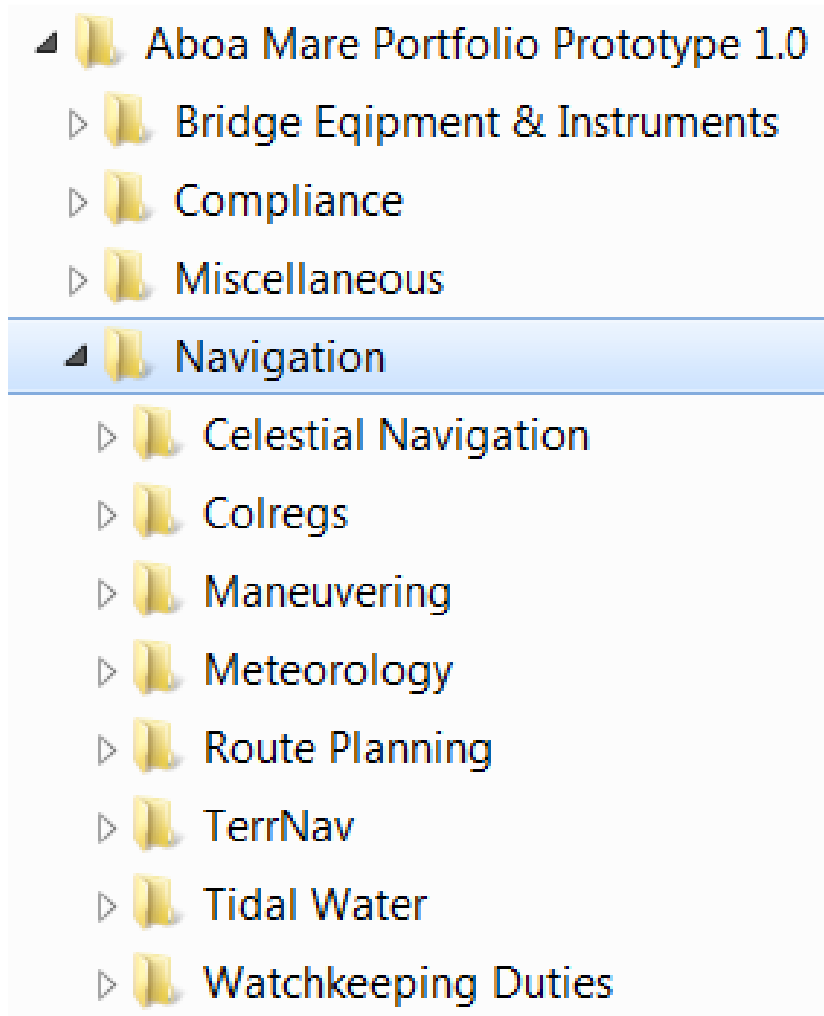 Aboa Mare Portfolio Prototype 1.0
Bridge Eqipment & Instruments
Compliance
Miscellaneous
Navigation
Celestial Navigation
Colregs
Maneuvering
Meteorology
Route Planning
TerrNav
Tidal Water
Watchkeeping Duties